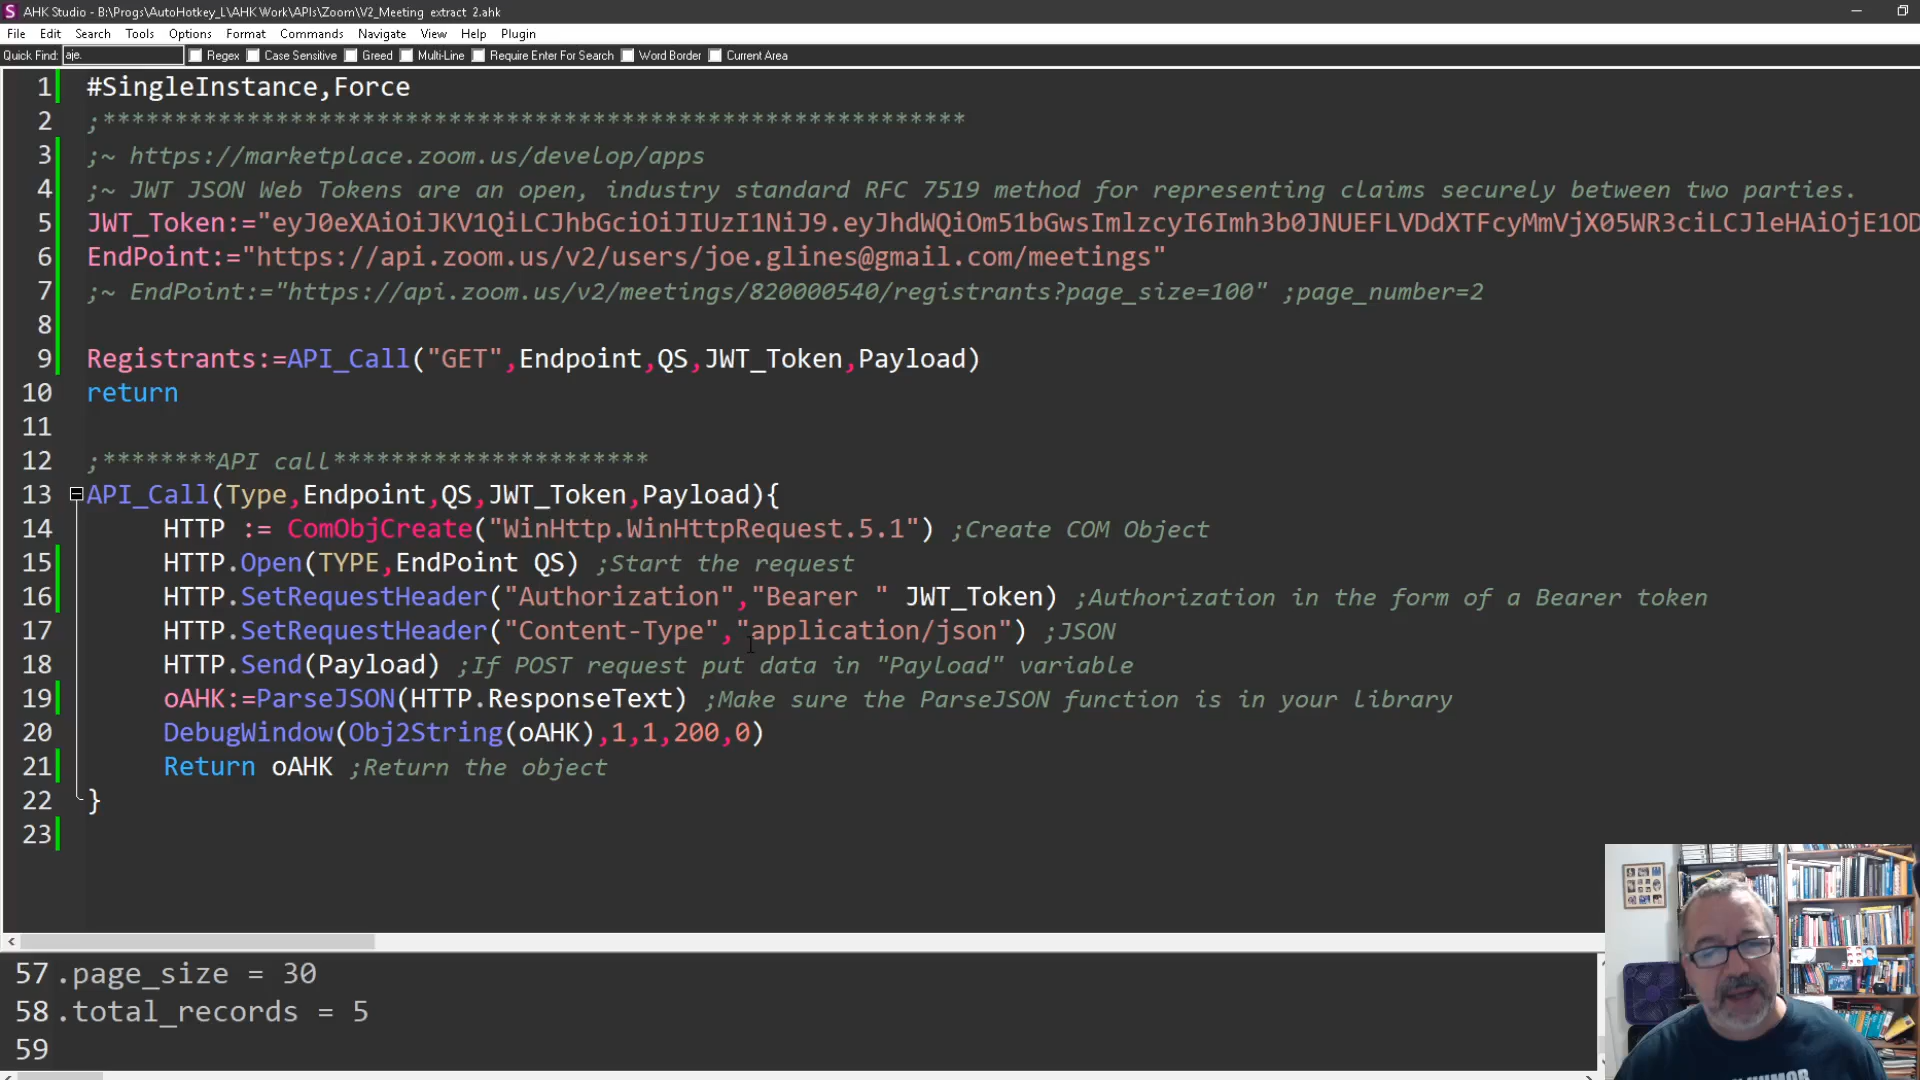 AHK Studio - B:\Progs\AutoHotkey_L\AHK Work\APIs\Zoom\V2_Meeting extract 2.ahk
File Edit Search Tools Options Format Commands Navigate View Help Plugin
Quick Find: aje. Regex Case Sensitive Greed Multi-Line Require Enter For Search Word Border Current Area
1 #SingleInstance,Force
2 ;************************************************************
3 ;~ https://marketplace.zoom.us/develop/apps
4 ;~ JWT JSON Web Tokens are an open, industry standard RFC 7519 method for representing claims securely between two parties.
5 JWT_Token:="eyJ0eXAiOiJKV1QiLCJhbGciOiJIUzI1NiJ9.eyJhdWQiOm51bGwsImlzcyI6Imh3b0JNUEFLVDdXTFcyMmVjX05WR3ciLCJleHAiOjE1OD
6 EndPoint:="https://api.zoom.us/v2/users/joe.glines@gmail.com/meetings"
7 ;~ EndPoint:="https://api.zoom.us/v2/meetings/820000540/registrants?page_size=100" ;page_number=2
8
9 Registrants:=API_Call("GET",Endpoint,QS,JWT_Token,Payload)
10 return
11
12 ;********API call**********************
13 API_Call(Type,Endpoint,QS,JWT_Token,Payload){
14 HTTP := ComObjCreate("WinHttp.WinHttpRequest.5.1") ;Create COM Object
15 HTTP.Open(TYPE,EndPoint QS) ;Start the request
16 HTTP.SetRequestHeader("Authorization","Bearer " JWT_Token) ;Authorization in the form of a Bearer token
17 HTTP.SetRequestHeader("Content-Type","application/json") ;JSON
18 HTTP.Send(Payload) ;If POST request put data in "Payload" variable
19 oAHK:=ParseJSON(HTTP.ResponseText) ;Make sure the ParseJSON function is in your library
20 DebugWindow(Obj2String(oAHK),1,1,200,0)
21 Return oAHK ;Return the object
22 }
23
57 .page_size = 30
58 .total_records = 5
59